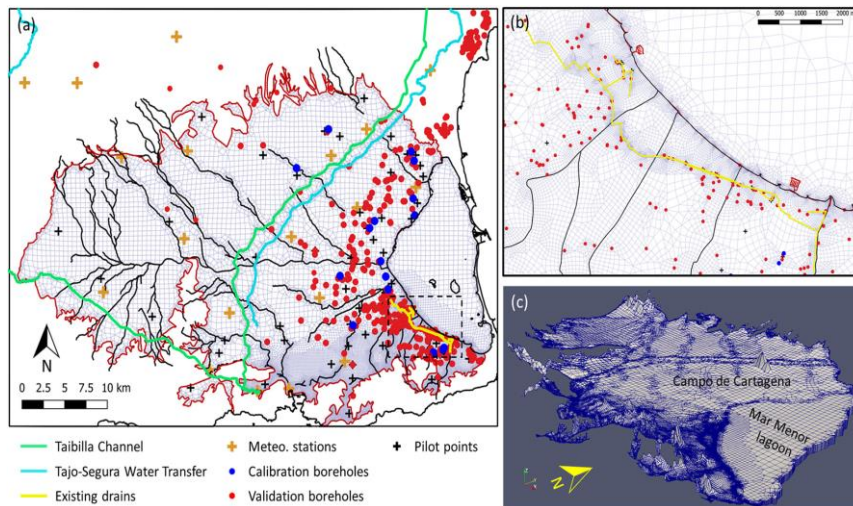 (a)
N
0 2.5 5 7.5 10 km
Taibilla Channel
Tajo-Segura Water Transfer
Existing drains
Meteo. stations
Calibration boreholes
Validation boreholes
Pilot points
(b)
0 500 1000 1500 2000 m
(c)
Campo de Cartagena
Mar Menor
lagoon
N